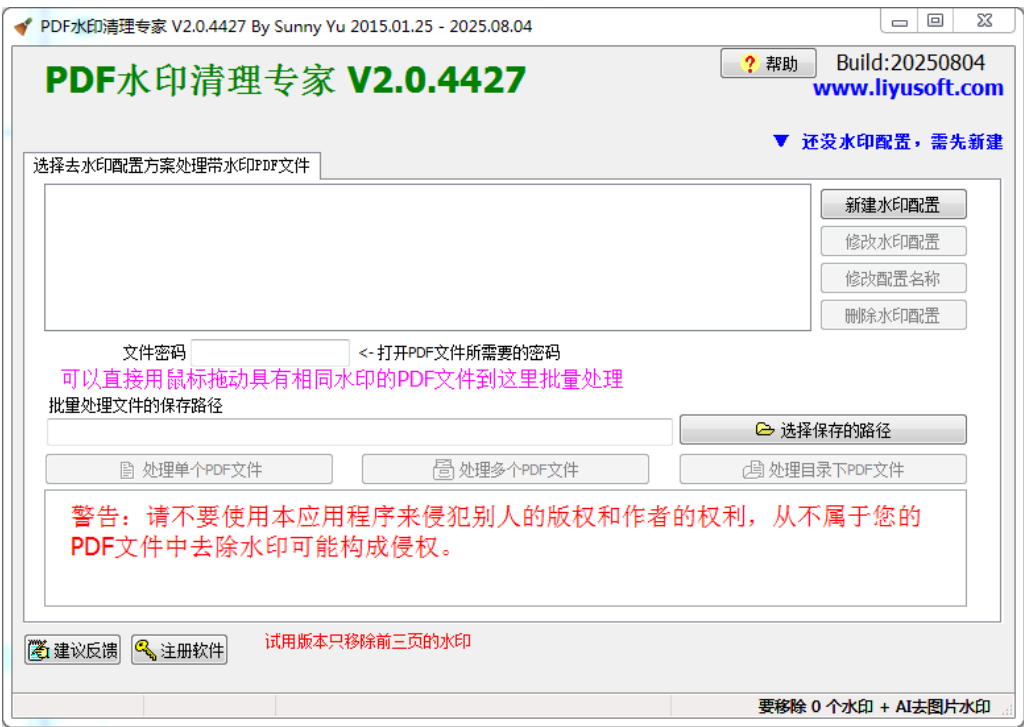 PDF水印清理专家 V2.0.4427 By Sunny Yu 2015.01.25 - 2025.08.04
PDF水印清理专家 V2.0.4427
? 帮助
Build:20250804
www.liyusoft.com
▼ 还没水印配置，需先新建
选择去水印配置方案处理带水印PDF文件
新建水印配置
修改水印配置
修改配置名称
删除水印配置
文件密码
<- 打开PDF文件所需要的密码
可以直接用鼠标拖动具有相同水印的PDF文件到这里批量处理
批量处理文件的保存路径
选择保存的路径
处理单个PDF文件
处理多个PDF文件
处理目录下PDF文件
警告：请不要使用本应用程序来侵犯别人的版权和作者的权利，从不属于您的
PDF文件中去除水印可能构成侵权。
建议反馈
注册软件
试用版本只移除前三页的水印
要移除 0 个水印 + AI去图片水印